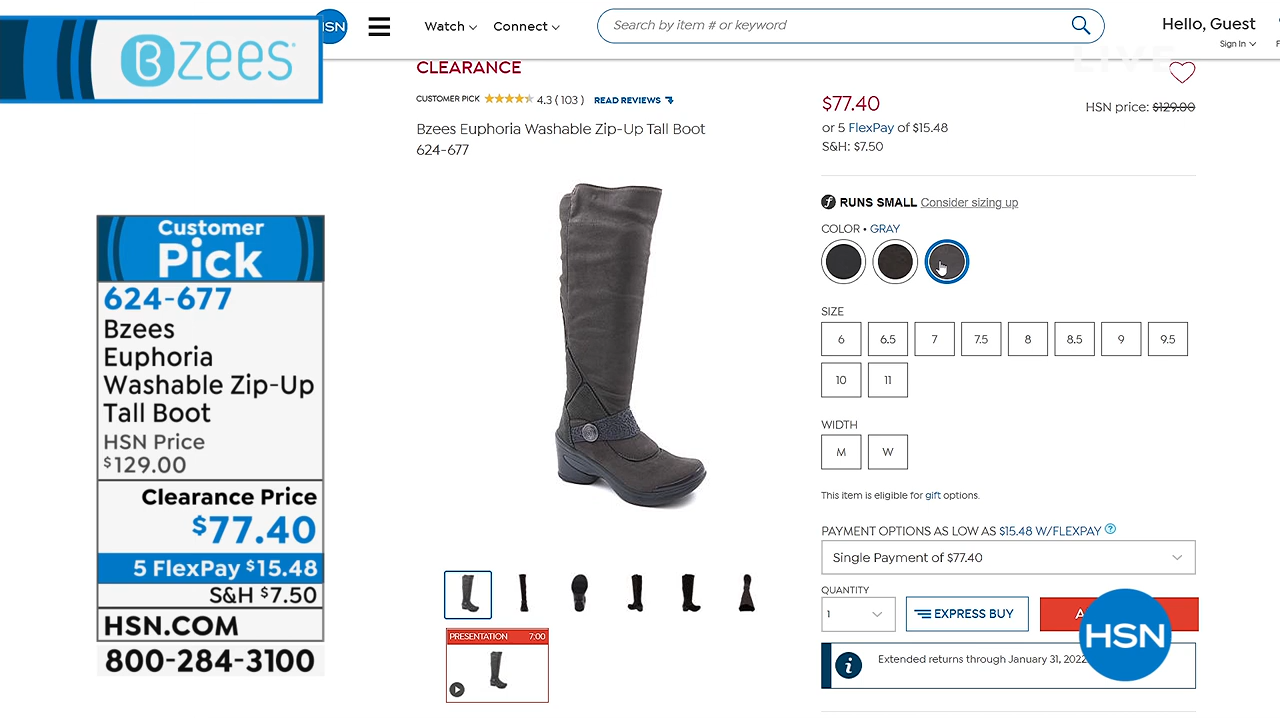 Bzees
Customer
Pick
624-677
Bzees
Euphoria
Washable Zip-Up
Tall Boot
HSN Price
$129.00
Clearance Price
$77.40
5 FlexPay $15.48
S&H $7.50
HSN.COM
800-284-3100
HSN
Watch
Connect
Search by item # or keyword
Hello, Guest
Sign In
LIVE
CLEARANCE
CUSTOMER PICK 4.3 ( 103 ) READ REVIEWS
Bzees Euphoria Washable Zip-Up Tall Boot
624-677
PRESENTATION 7:00
$77.40
HSN price: $129.00
or 5 FlexPay of $15.48
S&H: $7.50
RUNS SMALL Consider sizing up
COLOR • GRAY
SIZE
6 6.5 7 7.5 8 8.5 9 9.5
10 11
WIDTH
M W
This item is eligible for gift options.
PAYMENT OPTIONS AS LOW AS $15.48 W/FLEXPAY ?
Single Payment of $77.40
QUANTITY
1
EXPRESS BUY
Extended returns through January 31, 2022
HSN